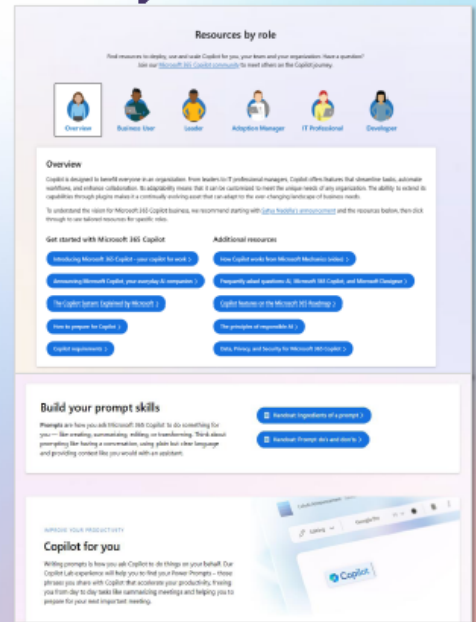 Resources by role
Find resources to deploy, use and scale Copilot for you, your team and your organization. Have a question?
Join our Microsoft 365 Copilot community to meet others on the Copilot journey.
Overview
Business User
Leader
Adoption Manager
IT Professional
Developer
Overview
Copilot is designed to benefit everyone in an organization. From leaders to IT professional managers, Copilot offers features that streamline tasks, automate
workflows, and enhance collaboration. Its adaptability means that it can be customized to meet the unique needs of any organization. The ability to extend its
capabilities through plugins makes it a continually evolving asset that can adapt to the ever-changing landscape of business needs.
To understand the vision for Microsoft 365 Copilot business, we recommend starting with Satya Nadella's announcement and the resources below, then click
through to see tailored resources for specific roles.
Get started with Microsoft 365 Copilot
Introducing Microsoft 365 Copilot - your copilot for work >
Announcing Microsoft Copilot, your everyday AI companion >
The Copilot System: Explained by Microsoft >
How to prepare for Copilot >
Copilot requirements >
Additional resources
How Copilot works from Microsoft Mechanics (video) >
Frequently asked questions: AI, Microsoft 365 Copilot, and Microsoft Designer >
Copilot features on the Microsoft 365 Roadmap >
The principles of responsible AI >
Data, Privacy, and Security for Microsoft 365 Copilot >
Build your prompt skills
Prompts are how you ask Microsoft 365 Copilot to do something for
you — like creating, summarizing, editing, or transforming. Think about
prompting like having a conversation, using plain but clear language
and providing context like you would with an assistant.
Handout: Ingredients of a prompt >
Handout: Prompt do's and don'ts >
IMPROVE YOUR PRODUCTIVITY
Copilot for you
Writing prompts is how you ask Copilot to do things on your behalf. Our
Copilot Lab experience will help you to find your Power Prompts – those
phrases you share with Copilot that accelerate your productivity, freeing
you from day to day tasks like summarizing meetings and helping you to
prepare for your next important meeting.
Editing
Copilot